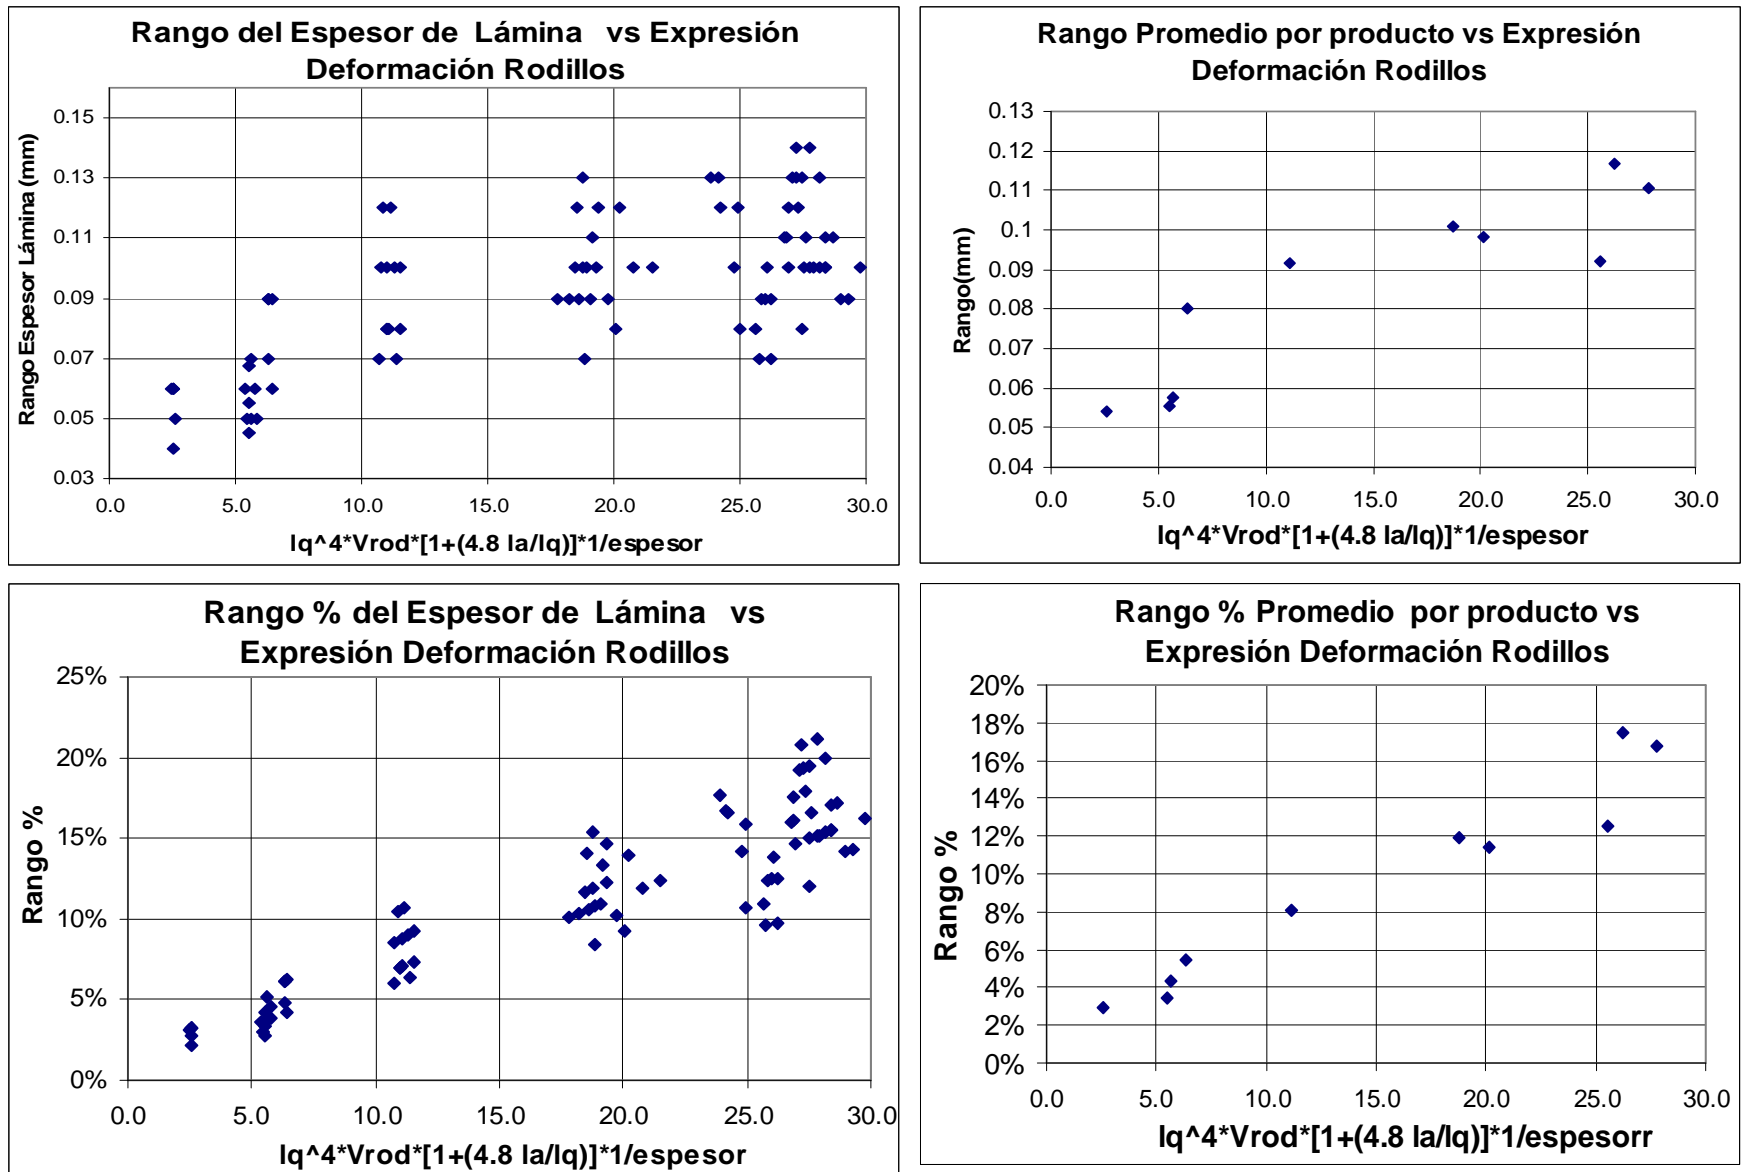 Rango del Espesor de Lámina vs Expresión
Deformación Rodillos
Rango Espesor Lámina (mm)
0.15
0.13
0.11
0.09
0.07
0.05
0.03
0.0 5.0 10.0 15.0 20.0 25.0 30.0
lq^4*Vrod*[1+(4.8 la/lq)]*1/espesor
Rango Promedio por producto vs Expresión
Deformación Rodillos
Rango(mm)
0.13
0.12
0.11
0.1
0.09
0.08
0.07
0.06
0.05
0.04
0.0 5.0 10.0 15.0 20.0 25.0 30.0
lq^4*Vrod*[1+(4.8 la/lq)]*1/espesor
Rango % del Espesor de Lámina vs
Expresión Deformación Rodillos
Rango %
25%
20%
15%
10%
5%
0%
0.0 5.0 10.0 15.0 20.0 25.0 30.0
lq^4*Vrod*[1+(4.8 la/lq)]*1/espesor
Rango % Promedio por producto vs
Expresión Deformación Rodillos
Rango %
20%
18%
16%
14%
12%
10%
8%
6%
4%
2%
0%
0.0 5.0 10.0 15.0 20.0 25.0 30.0
lq^4*Vrod*[1+(4.8 la/lq)]*1/espesorr